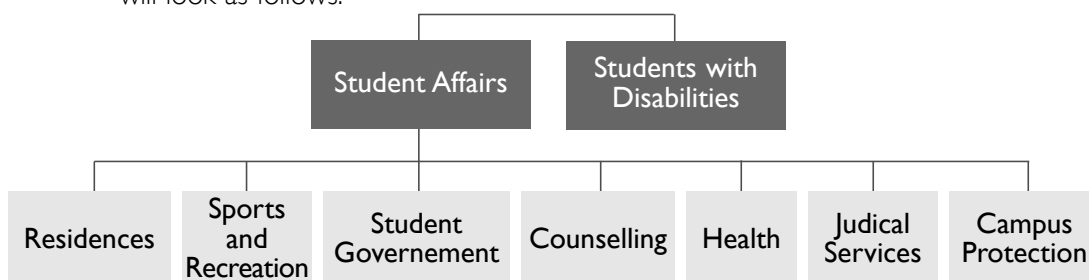 will look as follows:
Student Affairs
Students with
Disabilities
Residences
Sports
and
Recreation
Student
Governement
Counselling
Health
Judical
Services
Campus
Protection